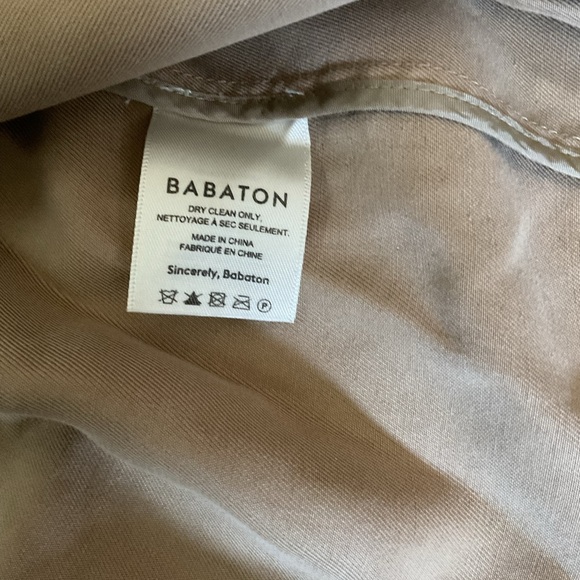 BABATON
DRY CLEAN ONLY,
NETTOYAGE À SEC SEULEMENT.
MADE IN CHINA
FABRIQUÉ EN CHINE
Sincerely, Babaton
P